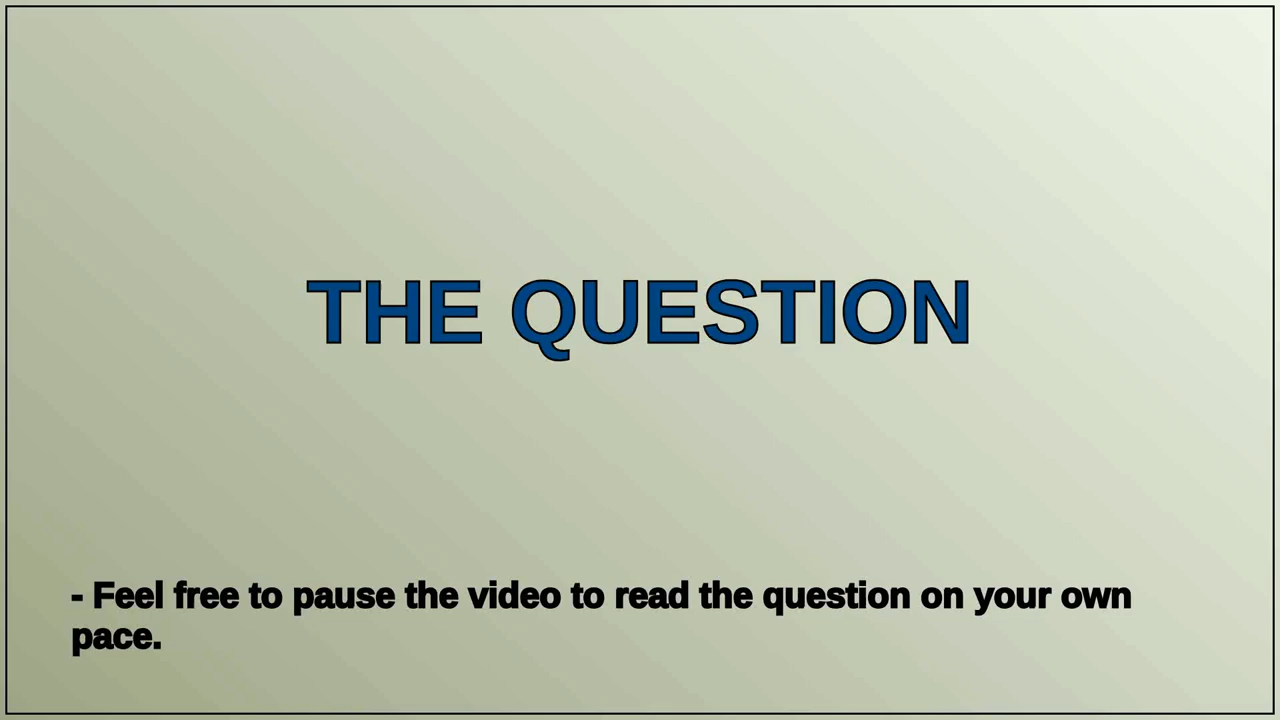 THE QUESTION
- Feel free to pause the video to read the question on your own
pace.